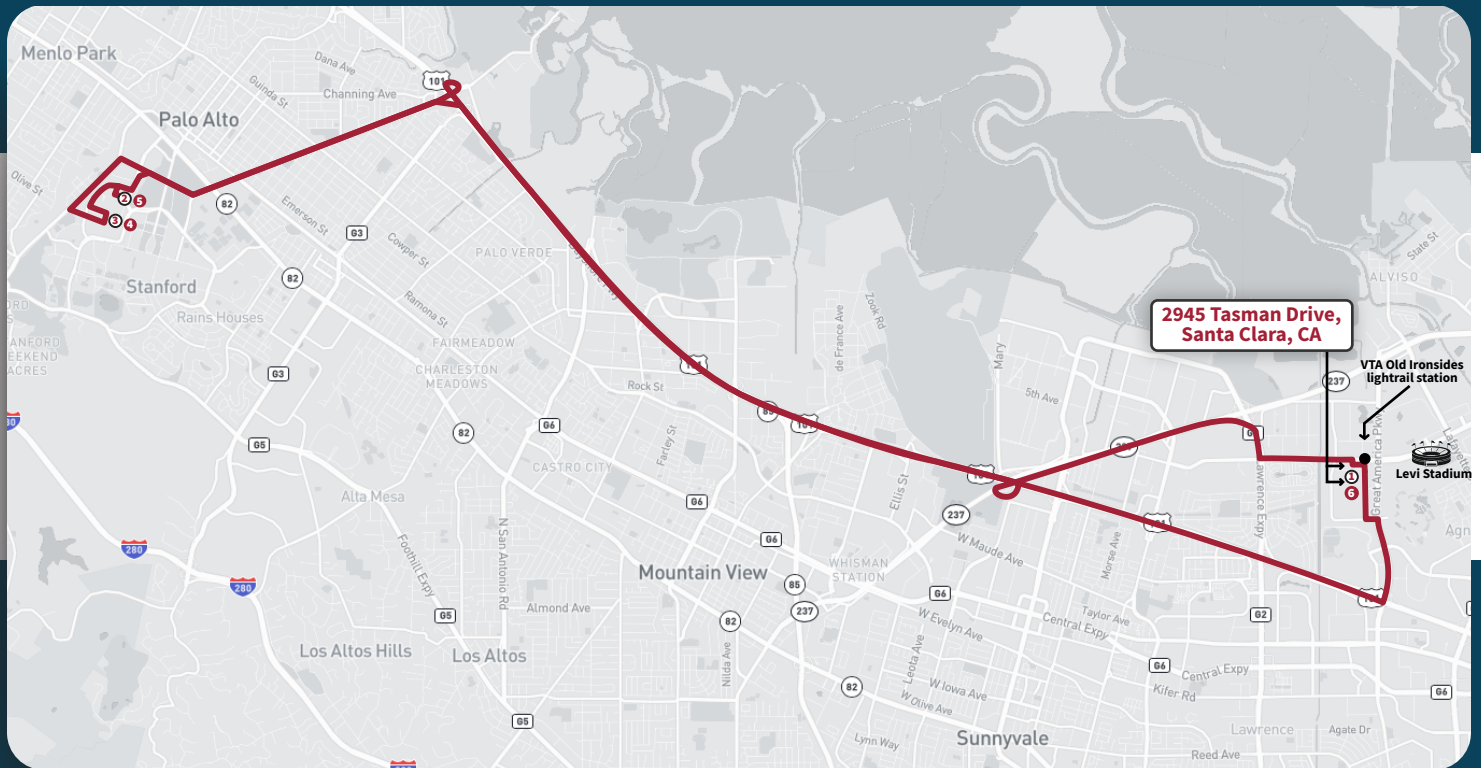 Menlo Park
Dana Ave
101
Guinda St
Channing Ave
Palo Alto
Olive St
2
5
82
3
4
Emerson St
G3
State St
Cowper St
PALO VERDE
82
ALVISO
Stanford
Rains Houses
Ramona St
Zook Rd
de France Ave
2945 Tasman Drive,
Santa Clara, CA
FAIRMEADOW
Mary
VTA Old Ironsides
lightrail station
G3
CHARLESTON
MEADOWS
Rock St
237
5th Ave
85
G6
82
G5
Farley St
Great America Pkwy
Levi Stadium
CASTRO CITY
1
6
Ellis St
Lawrence Expy
Alta Mesa
G6
237
N San Antonio Rd
G6
W Maude Ave
Morse Ave
280
Foothill Expy
WHISMAN
STATION
Mountain View
280
85
G6
Almond Ave
237
G5
82
Taylor Ave
G2
W Evelyn Ave
Central Expy
Los Altos Hills
Los Altos
Nilda Ave
Leota Ave
G6
Central Expy
82
W Iowa Ave
Kifer Rd
G6
W Olive Ave
G5
Lawrence
Agate Dr
Sunnyvale
Lynn Way
Reed Ave